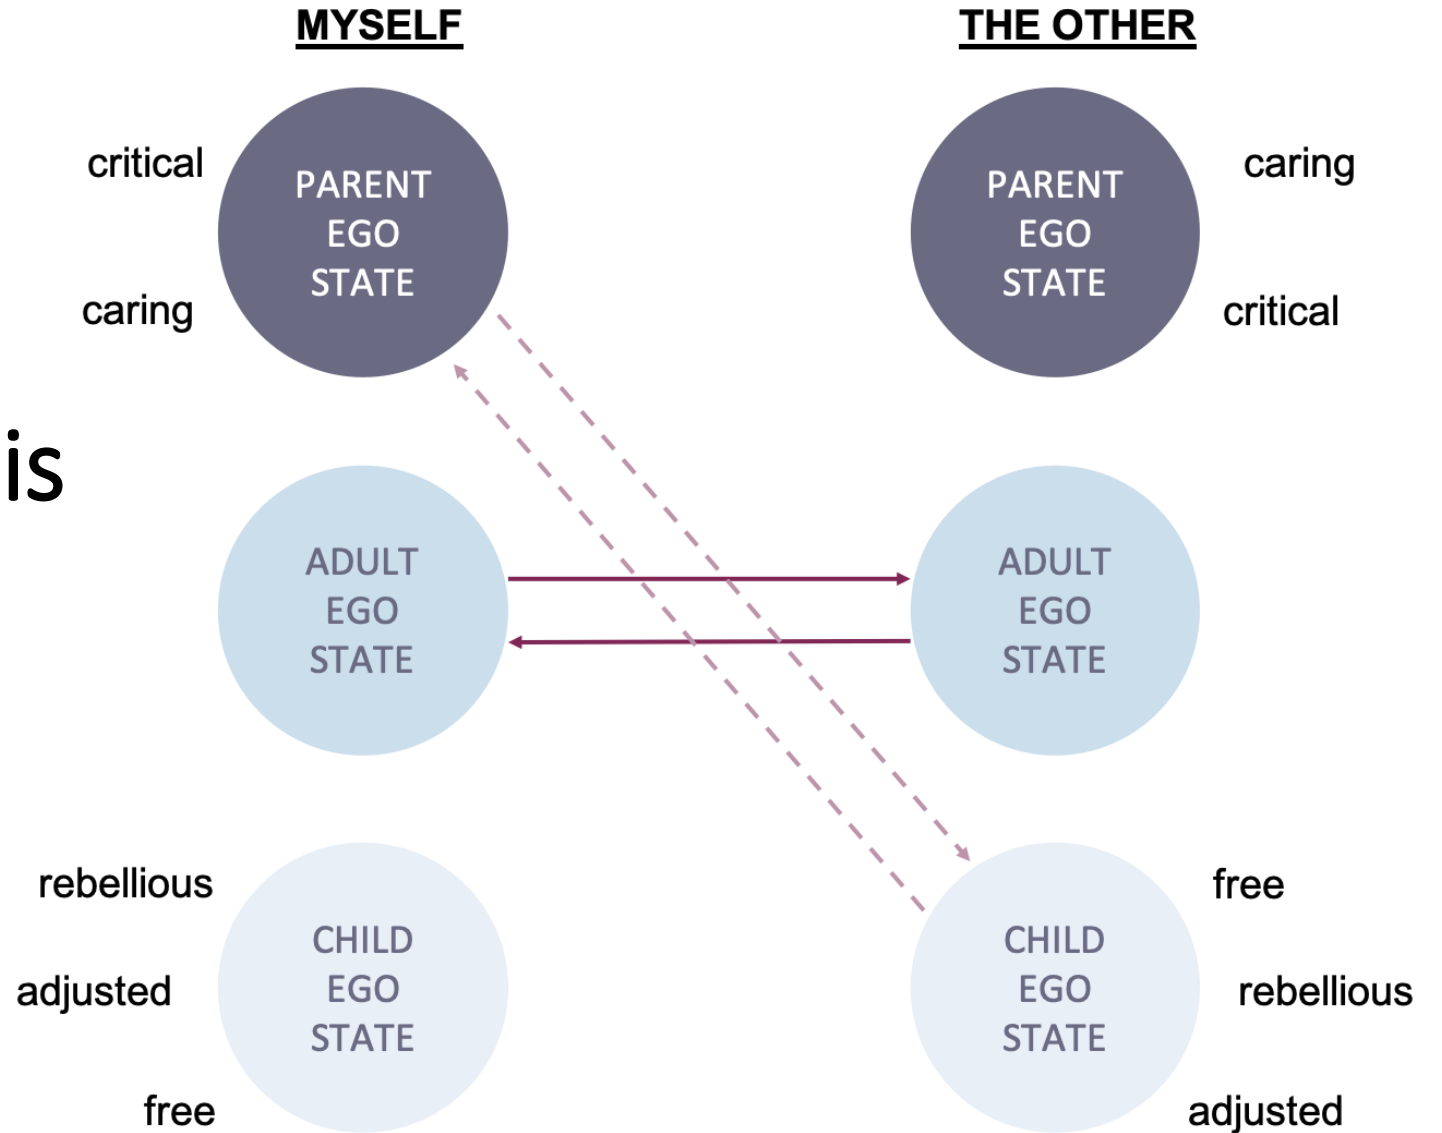 MYSELF
THE OTHER
critical
PARENT
EGO
STATE
caring
PARENT
EGO
STATE
caring
critical
is
ADULT
EGO
STATE
ADULT
EGO
STATE
rebellious
adjusted
free
CHILD
EGO
STATE
CHILD
EGO
STATE
free
rebellious
adjusted